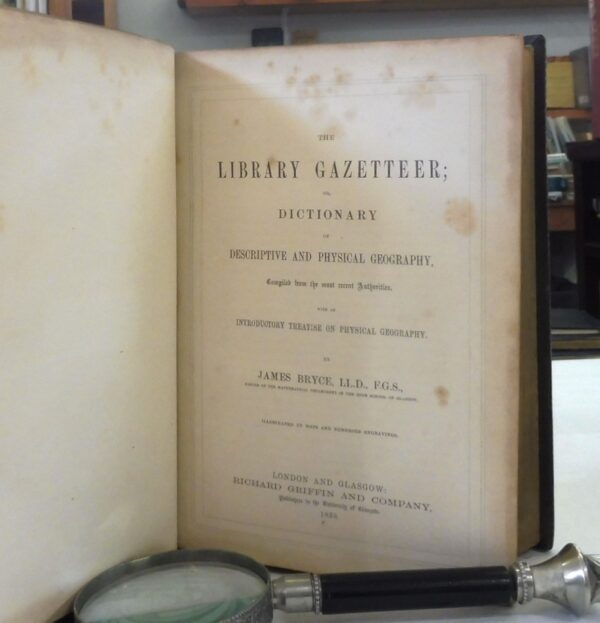 THE
LIBRARY GAZETTEER;
OR,
DICTIONARY
OF
DESCRIPTIVE AND PHYSICAL GEOGRAPHY,
Compiled from the most recent Authorities.
WITH AN
INTRODUCTORY TREATISE ON PHYSICAL GEOGRAPHY.
BY
JAMES BRYCE, LL.D., F.G.S.,
MASTER OF THE MATHEMATICAL DEPARTMENT IN THE HIGH SCHOOL OF GLASGOW.
ILLUSTRATED BY MAPS AND NUMEROUS ENGRAVINGS.
LONDON AND GLASGOW:
RICHARD GRIFFIN AND COMPANY,
Publishers to the University of Glasgow.